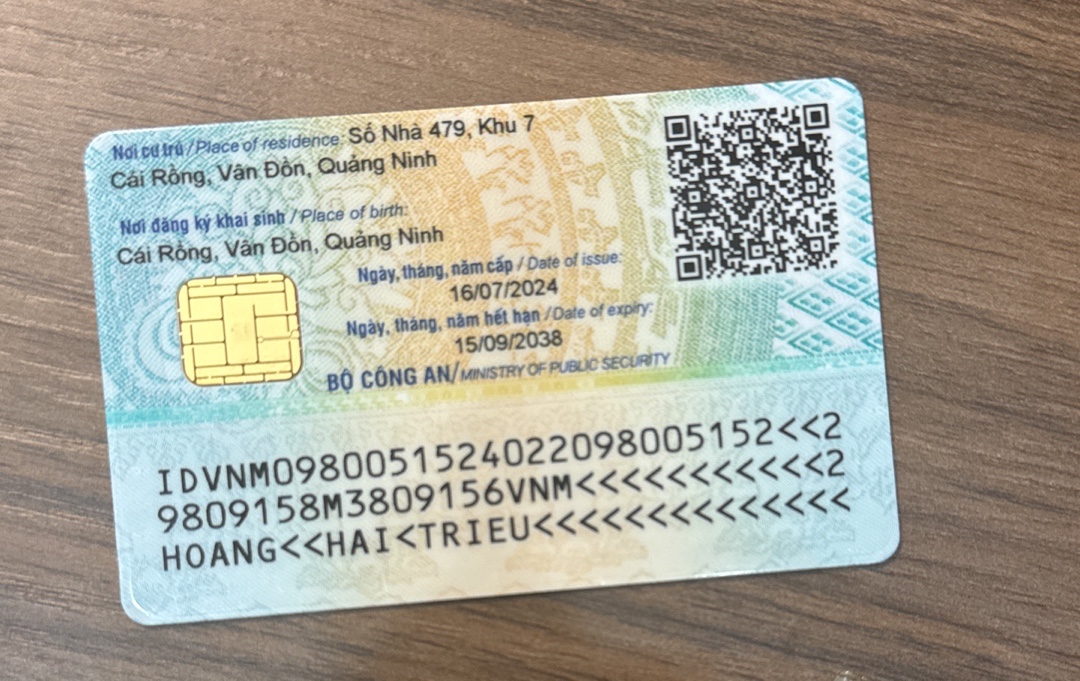 Nơi cư trú / Place of residence: Số Nhà 479, Khu 7
Cái Rồng, Vân Đồn, Quảng Ninh
Nơi đăng ký khai sinh / Place of birth:
Cái Rồng, Vân Đồn, Quảng Ninh
Ngày, tháng, năm cấp / Date of issue:
16/07/2024
Ngày, tháng, năm hết hạn / Date of expiry:
15/09/2038
BỘ CÔNG AN/ MINISTRY OF PUBLIC SECURITY
IDVNM0980051524022098005152<<2
9809158M3809156VNM<<<<<<<<<<<2
HOANG<<HAI<TRIEU<<<<<<<<<<<<<<